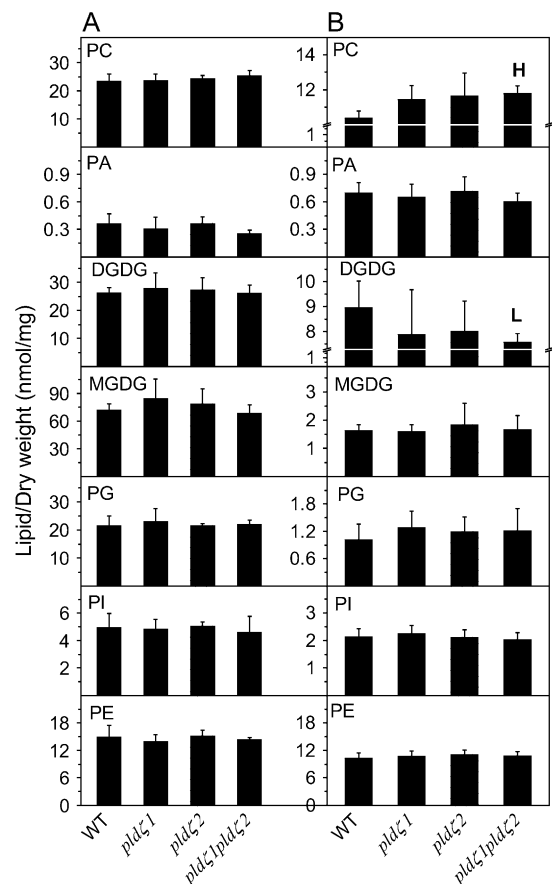 A B
Lipid/Dry weight (nmol/mg)
PC
30
20
10
PA
0.9
0.6
0.3
DGDG
30
20
10
MGDG
90
60
30
PG
30
20
10
PI
6
4
2
PE
18
12
6
0
WT pldζ1 pldζ2 pldζ1pldζ2
PC
14
12
1
H
PA
0.9
0.6
0.3
DGDG
10
9
8
1
L
MGDG
3
2
1
PG
1.8
1.2
0.6
PI
3
2
1
PE
18
12
6
0
WT pldζ1 pldζ2 pldζ1pldζ2